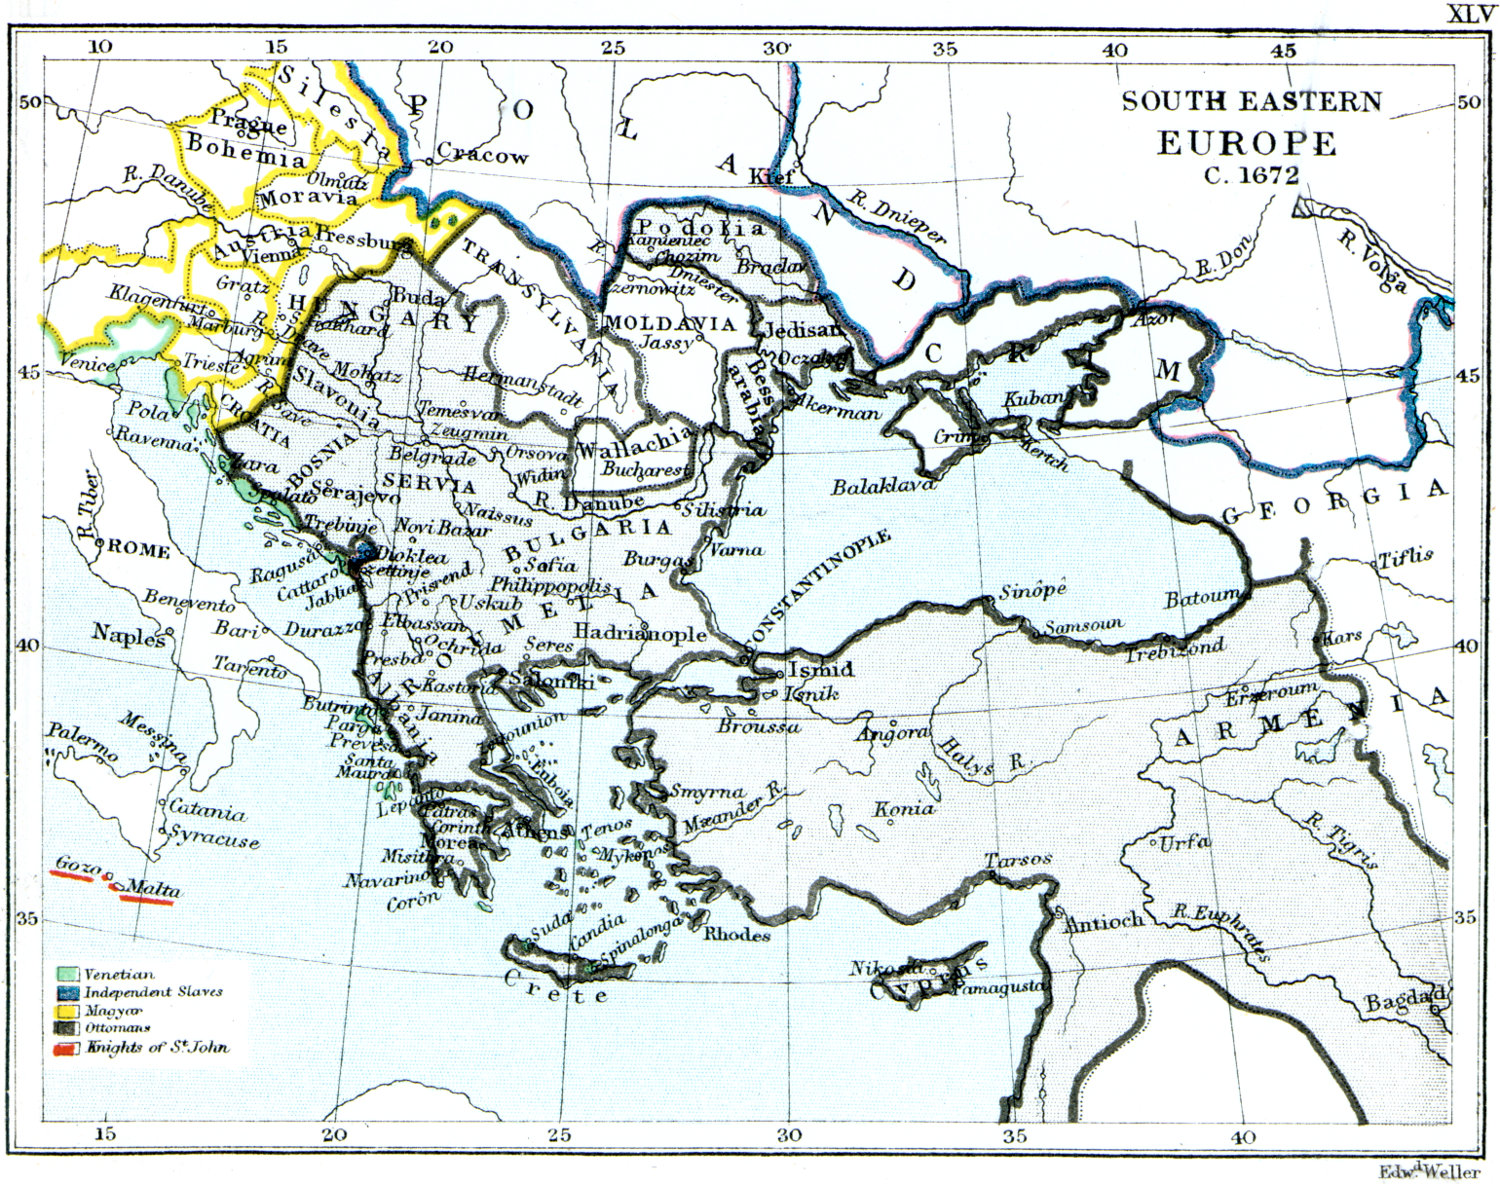 XLV
10 15 20 25 30 35 40 45
SOUTH EASTERN
EUROPE
C. 1672
50
50
45
45
40
40
35
35
POLAND
Silesia
Prague
Bohemia
Olmütz
Moravia
Cracow
Kief
R. Dnieper
R. Don
R. Volga
R. Danube
Austria
Vienna
Pressburg
Gratz
Klagenfurt
Marburg
HUNGARY
Buda
R. Drave
Agram
Mohatz
Slavonia
R. Save
CROATIA
TRANSYLVANIA
Hermanstadt
Temesvar
Zeugmin
Podolia
Kamieniec
Chozim
Braclav
Dniester
Czernowitz
MOLDAVIA
Jassy
Jedisan
Oczakof
Bessarabia
Akerman
CRIM
Azof
Kuban
Crim
Kertch
Balaklava
Venice
Trieste
Pola
Ravenna
Zara
Spalato
BOSNIA
Serajevo
Trebinje
Ragusa
Cattaro
Jablia
Belgrade
SERVIA
Orsova
Widin
Wallachia
Bucharest
R. Danube
Silistria
Naissus
Novi Bazar
BULGARIA
Sofia
Philippopolis
Burgas
Varna
Dioklea
Prisrend
Uskub
ROUMELIA
Hadrianople
CONSTANTINOPLE
R. Tiber
ROME
Benevento
Naples
Bari
Tarento
Durazzo
Elbassan
Ochrida
Presba
Seres
Saloniki
Kastoria
Albania
Butrinto
Janina
Parga
Prevesa
Santa
Maura
Zeitounion
Euboia
Lepanto
Patras
Corinth
Athens
Morea
Misithra
Navarino
Corôn
Tenos
Mykonos
Palermo
Messina
Catania
Syracuse
Gozo
Malta
Suda
Candia
Spinalonga
Crete
Rhodes
Ismid
Isnik
Broussa
Angora
Halys R.
Sinôpê
Samsoun
Trebizond
Batoum
GEORGIA
Tiflis
Kars
Erzeroum
ARMENIA
Smyrna
Mæander R.
Konia
Tarsos
Urfa
R. Tigris
R. Euphrates
Antioch
Bagdad
Nikosia
Cyprus
Famagusta
Venetian
Independent Slaves
Magyar
Ottomans
Knights of St. John
15 20 25 30 35 40
Edwd. Weller